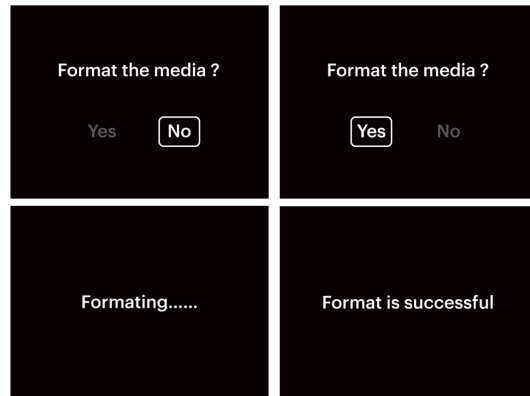 Format the media ?
Yes No
Format the media ?
Yes No
Formating......
Format is successful